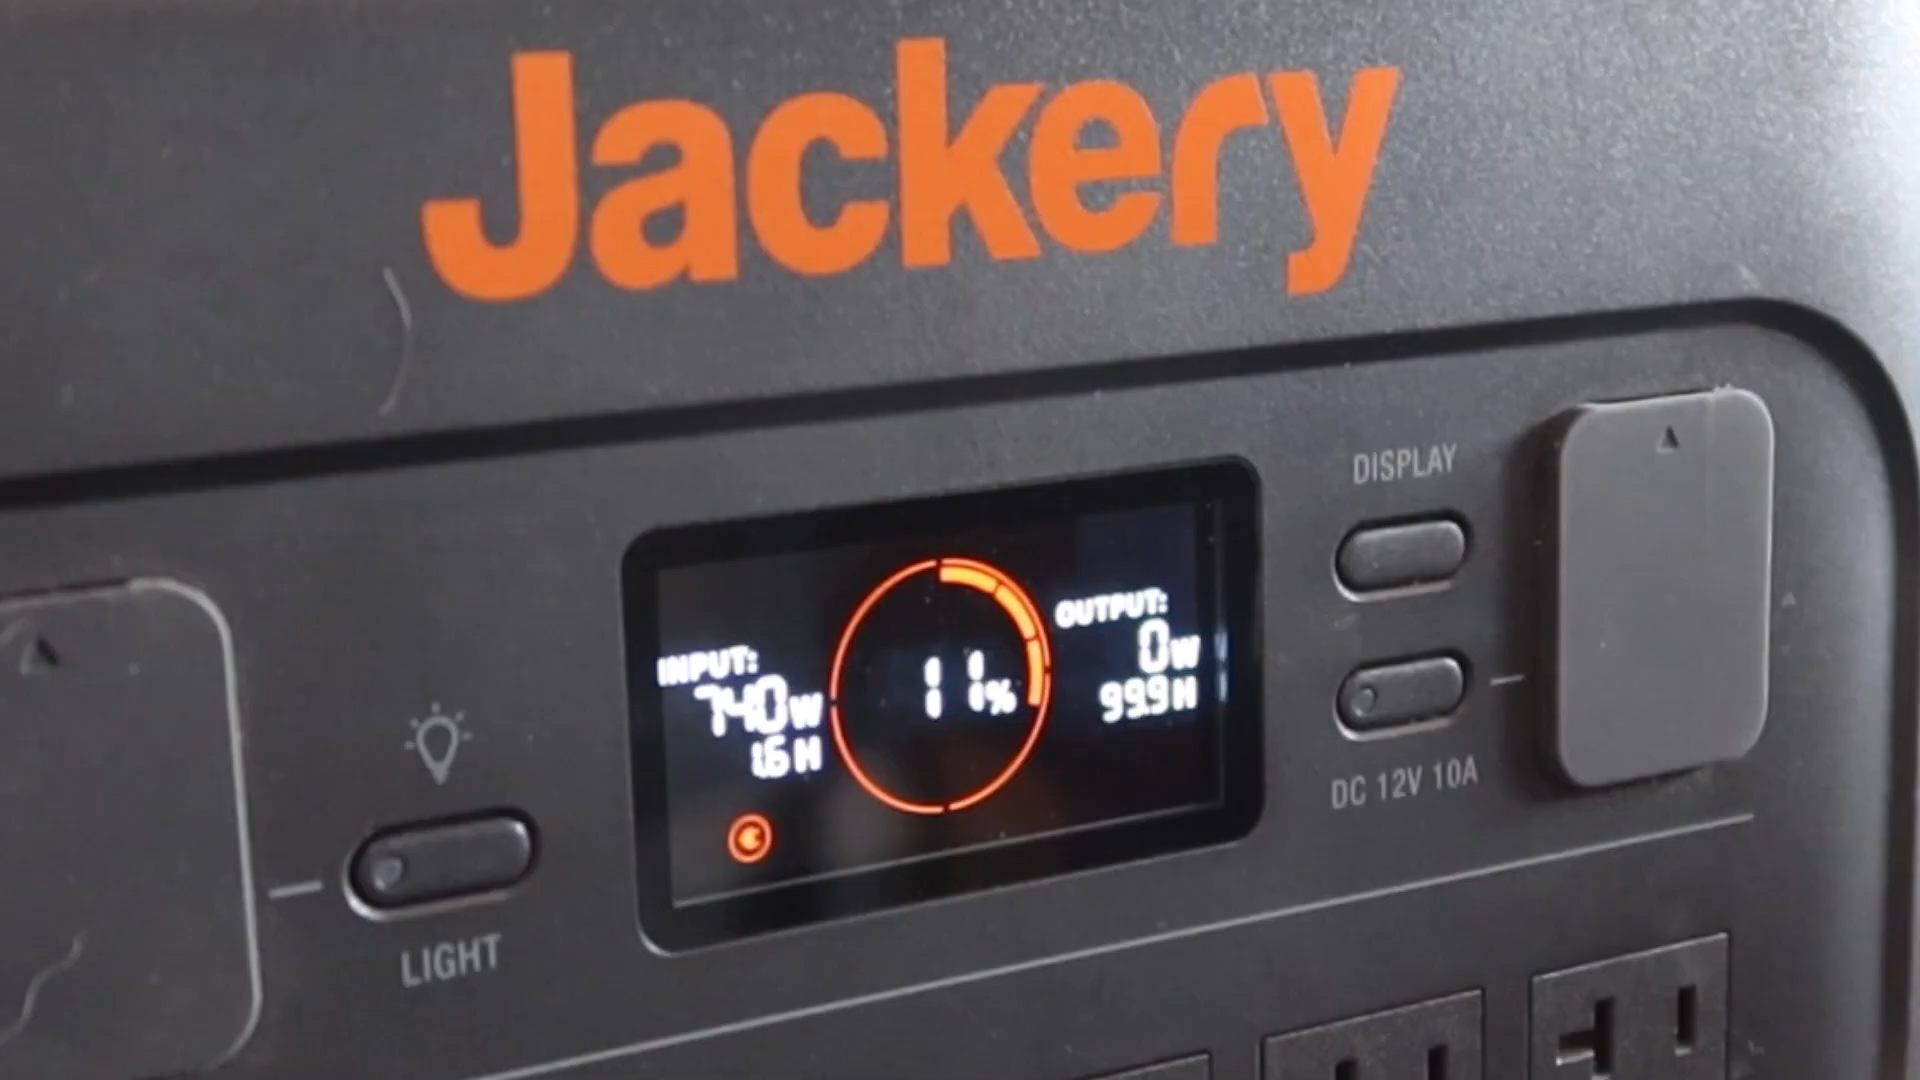 Jackery
DISPLAY
INPUT:
740W
1.6H
11%
OUTPUT:
0W
99.9H
DC 12V 10A
LIGHT